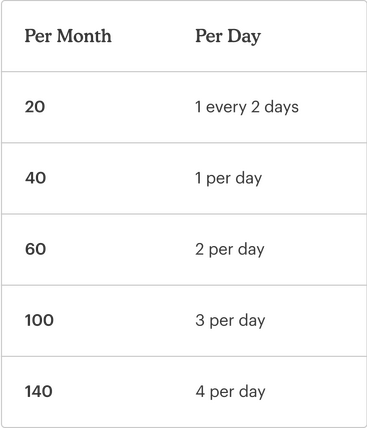 Per Month Per Day
20 1 every 2 days
40 1 per day
60 2 per day
100 3 per day
140 4 per day